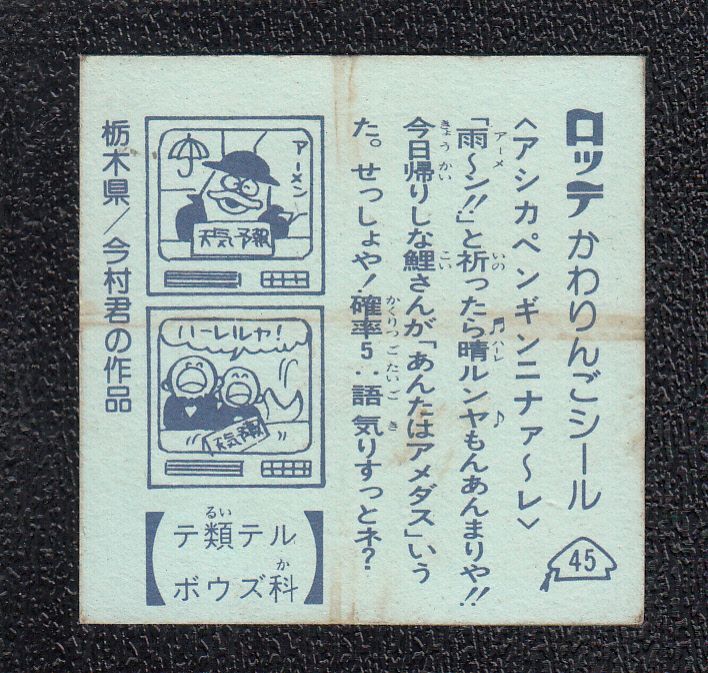 ロッテ かわりんごシール
45
〈アシカペンギンニナァ〜レ〉
「雨〜ン!!」と祈ったら晴ルンヤもんあんまりや!!
今日帰りしな鯉さんが「あんたはアメダス」いう
た。せっしょや!確率5:5語気りすっとネ?
アーメン
天気予報
ハーレルヤ!
天気予報
栃木県/今村君の作品
テ類テル
ボウズ科